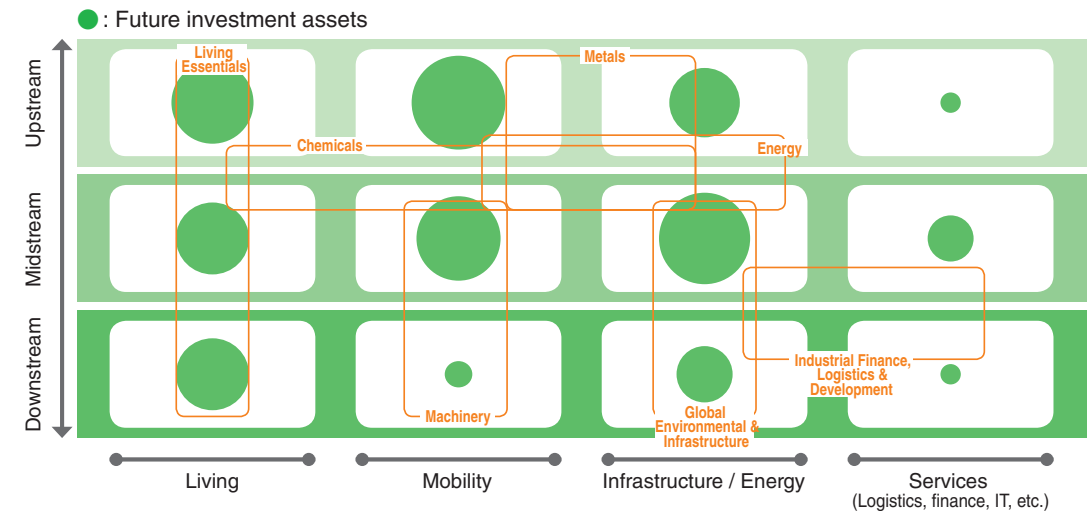 : Future investment assets
Upstream
Midstream
Downstream
Living
Essentials
Metals
Chemicals
Energy
Machinery
Global
Environmental &
Infrastructure
Industrial Finance,
Logistics &
Development
Living
Mobility
Infrastructure / Energy
Services
(Logistics, finance, IT, etc.)